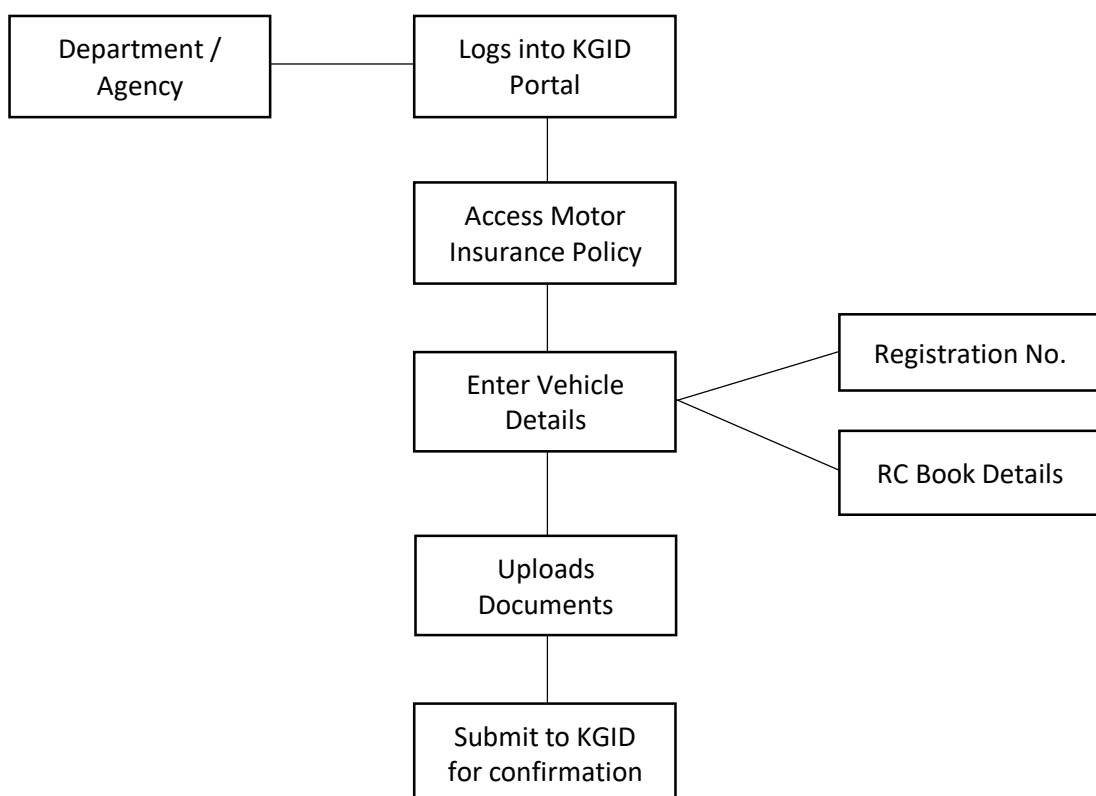 Department /
Agency
Logs into KGID
Portal
Access Motor
Insurance Policy
Enter Vehicle
Details
Registration No.
RC Book Details
Uploads
Documents
Submit to KGID
for confirmation